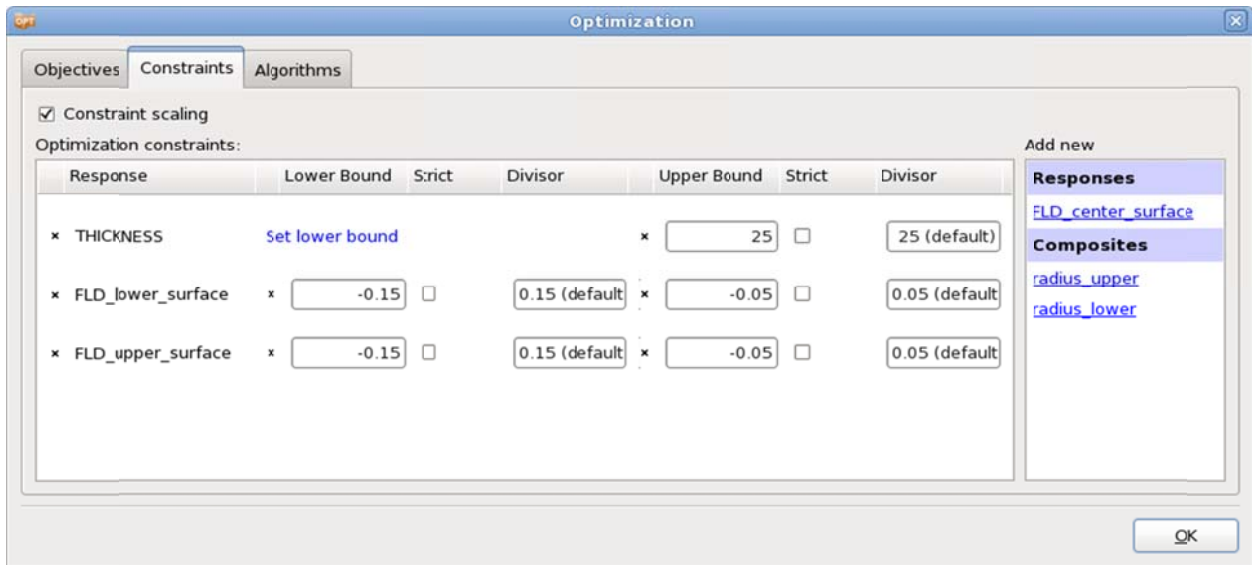 OPT Optimization
Objectives Constraints Algorithms
Constraint scaling
Optimization constraints: Add new
Response Lower Bound Strict Divisor Upper Bound Strict Divisor
Responses
FLD_center_surface
THICKNESS Set lower bound 25 25 (default)
Composites
FLD_lower_surface -0.15 0.15 (default -0.05 0.05 (default
radius_upper
radius_lower
FLD_upper_surface -0.15 0.15 (default -0.05 0.05 (default
OK